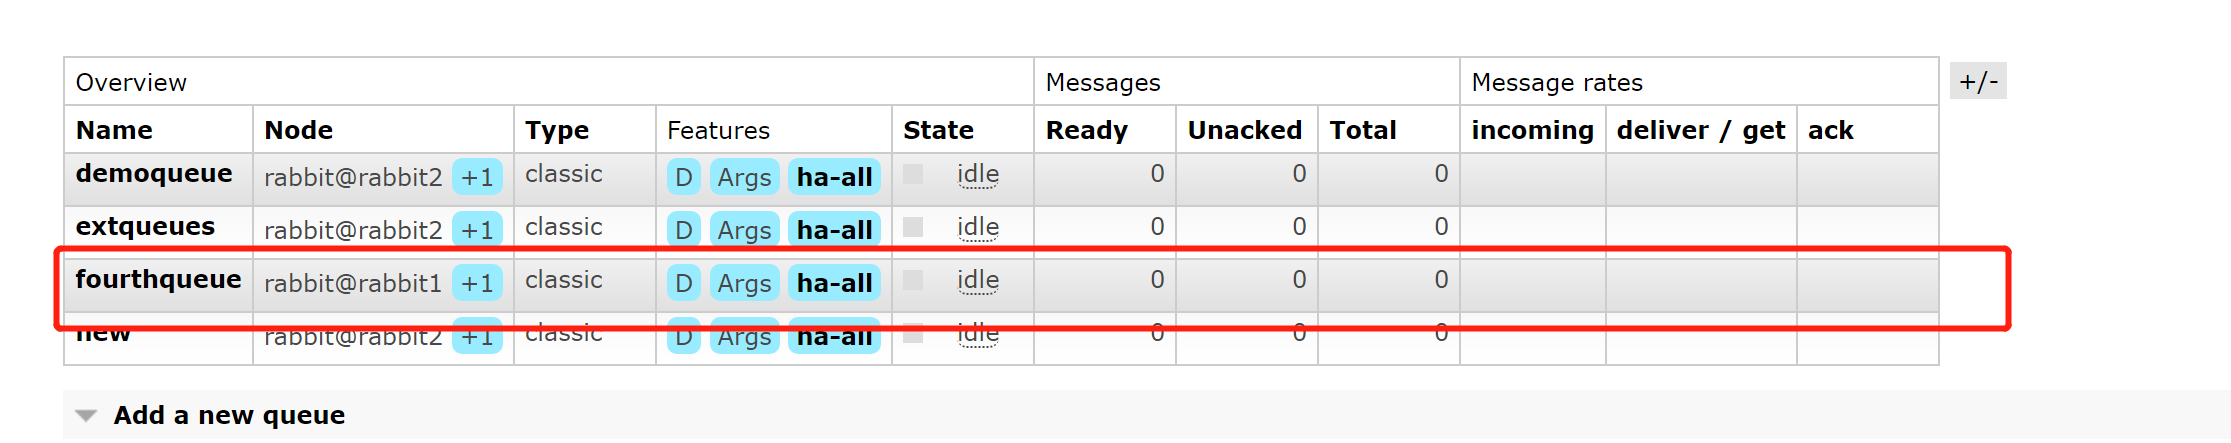 Overview Messages Message rates +/-
Name Node Type Features State Ready Unacked Total incoming deliver / get ack
demoqueue rabbit@rabbit2 +1 classic D Args ha-all idle 0 0 0
extqueues rabbit@rabbit2 +1 classic D Args ha-all idle 0 0 0
fourthqueue rabbit@rabbit1 +1 classic D Args ha-all idle 0 0 0
new rabbit@rabbit2 +1 classic D Args ha-all idle 0 0 0
Add a new queue